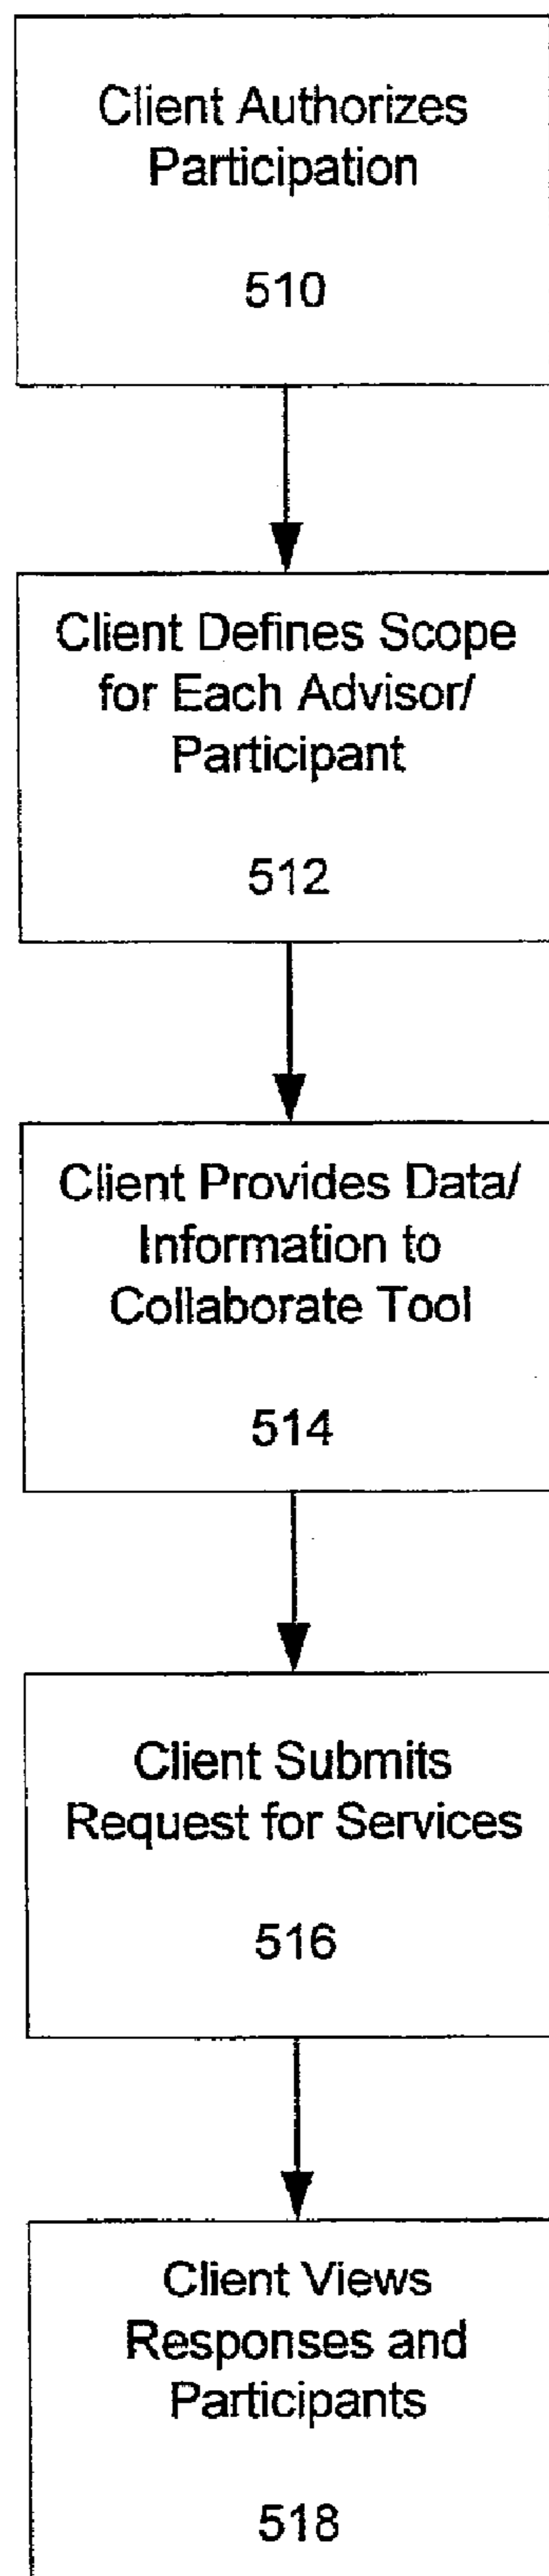 Client Authorizes
Participation
510
Client Defines Scope
for Each Advisor/
Participant
512
Client Provides Data/
Information to
Collaborate Tool
514
Client Submits
Request for Services
516
Client Views
Responses and
Participants
518